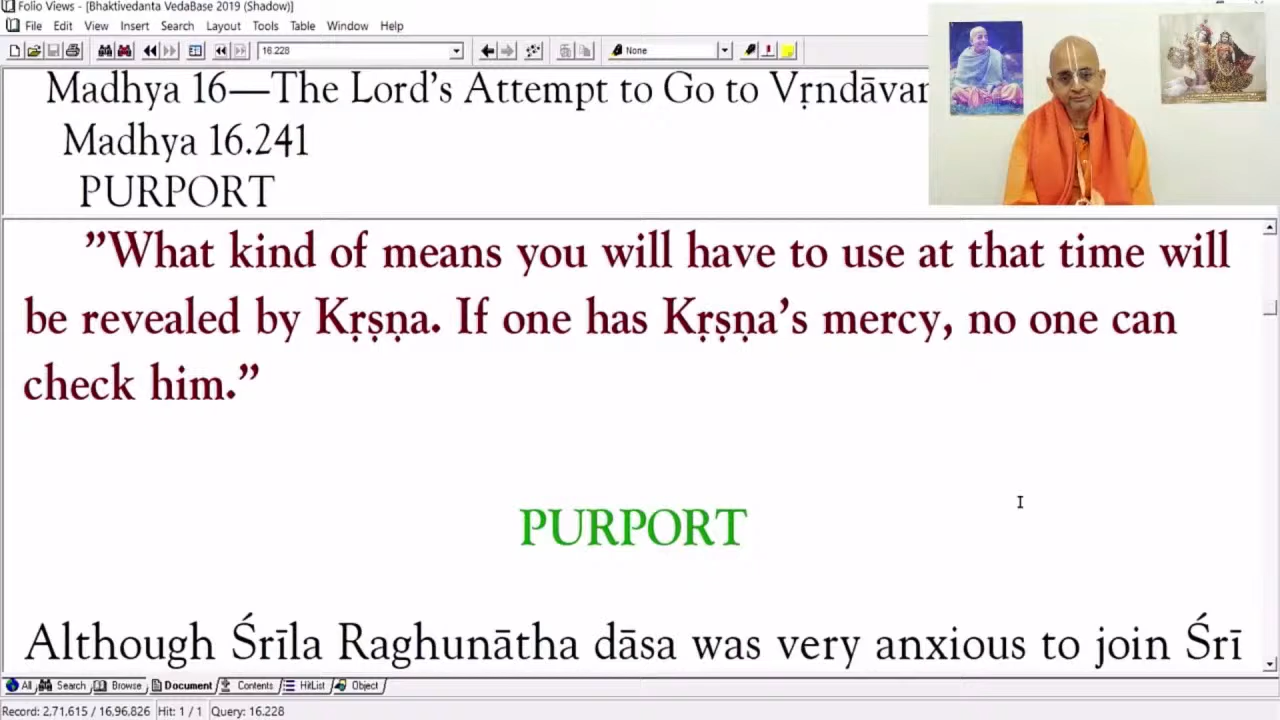 Folio Views - [Bhaktivedanta VedaBase 2019 (Shadow)]
File Edit View Insert Search Layout Tools Table Window Help
16.228 None
Madhya 16—The Lord's Attempt to Go to
Madhya 16.241
PURPORT
"What kind of means you will have to use at that time will
be revealed by Kṛṣṇa. If one has Kṛṣṇa's mercy, no one can
check him."
PURPORT
Although Śrīla Raghunātha dāsa was very anxious to join Śrī
All Search Browse Document Contents HitList Object
Record: 2,71,615 / 16,96,826 Hit: 1 / 1 Query: 16.228